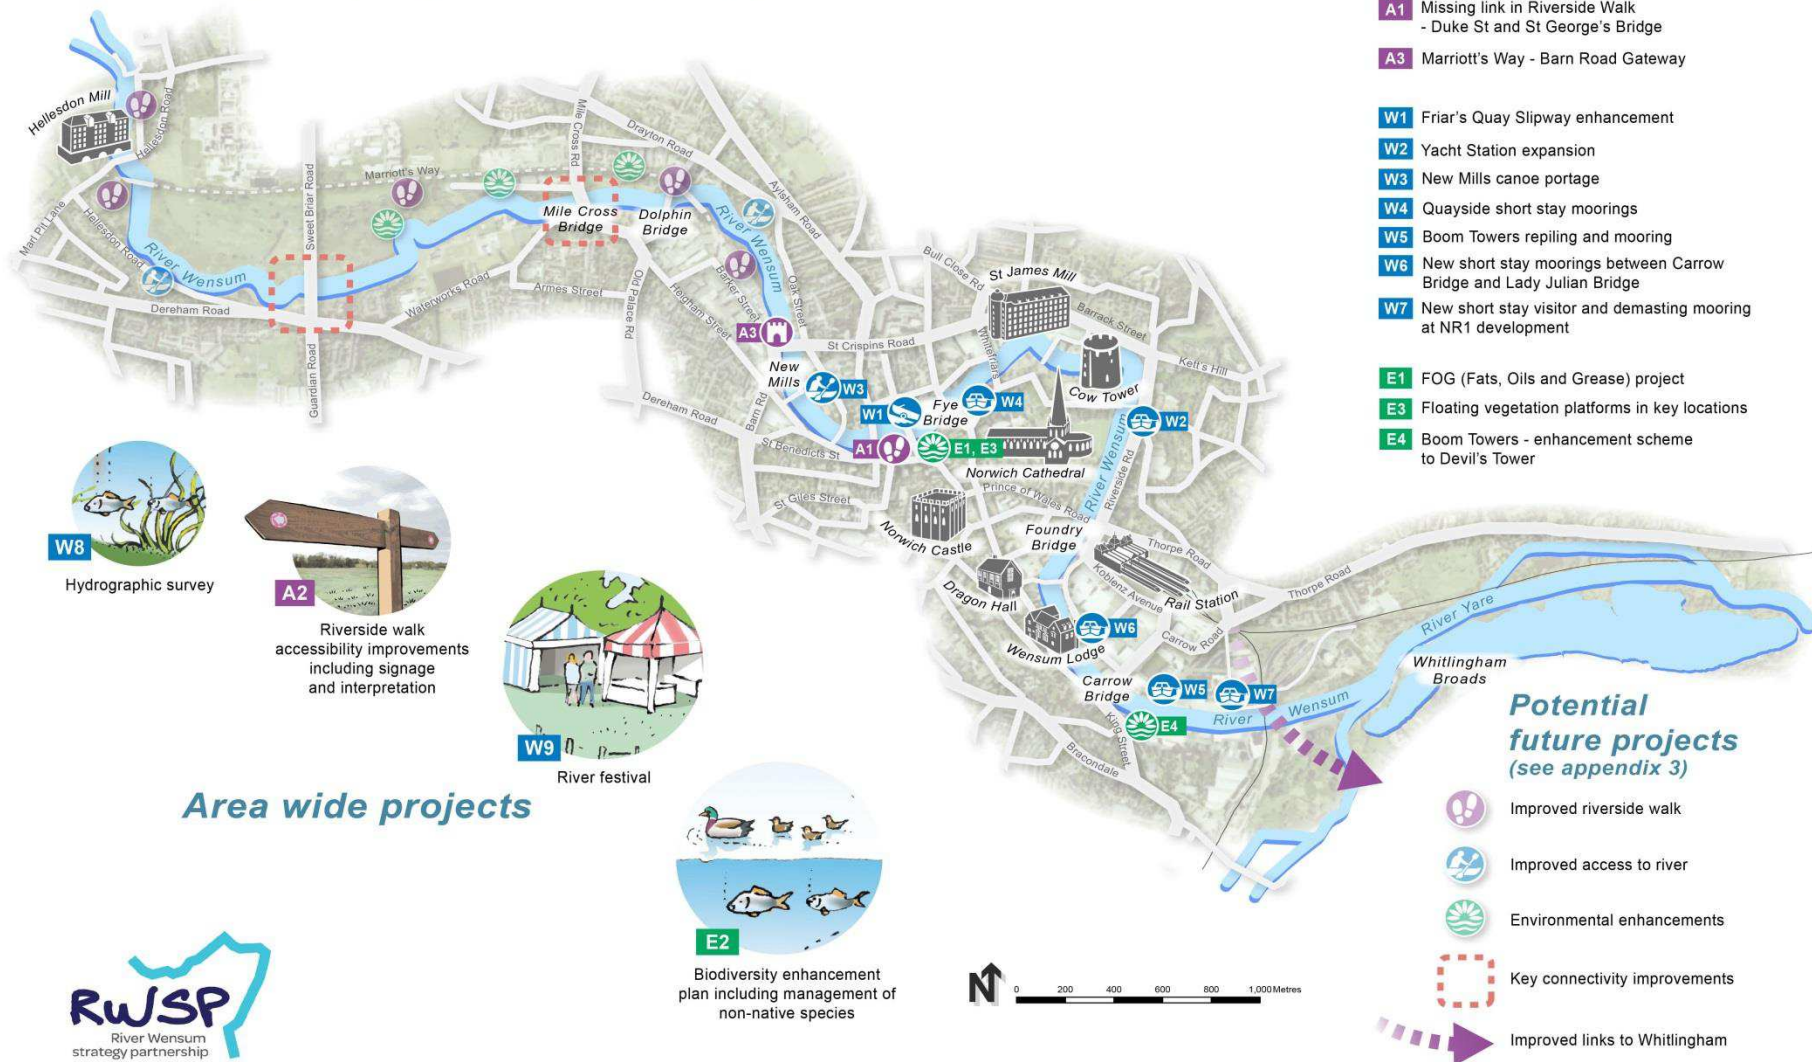 A1 Missing link in Riverside Walk
- Duke St and St George's Bridge
A3 Marriott's Way - Barn Road Gateway
W1 Friar's Quay Slipway enhancement
W2 Yacht Station expansion
W3 New Mills canoe portage
W4 Quayside short stay moorings
W5 Boom Towers repiling and mooring
W6 New short stay moorings between Carrow
Bridge and Lady Julian Bridge
W7 New short stay visitor and demasting mooring
at NR1 development
E1 FOG (Fats, Oils and Grease) project
E3 Floating vegetation platforms in key locations
E4 Boom Towers - enhancement scheme
to Devil's Tower
Hellesdon Mill
Hellesdon Road
Hellesdon Road
Marl Pit Lane
Hellesdon Road
River Wensum
Dereham Road
Sweet Briar Road
Guardian Road
Marriott's Way
Waterworks Road
Mile Cross Rd
Mile Cross
Bridge
Dolphin
Bridge
Drayton Road
Aylsham Road
River Wensum
Armes Street
Old Palace Rd
Heigham Street
Barker Street
Oak Street
A3
St Crispins Road
New
Mills
W3
Dereham Road
Barn Rd
St Benedicts St
St Giles Street
W1
Fye
Bridge
W4
A1
E1, E3
Bull Close Rd
St James Mill
Whitefriars
Barrack Street
Kett's Hill
Cow Tower
W2
Norwich Cathedral
River Wensum
Riverside Rd
Prince of Wales Road
Norwich Castle
Foundry
Bridge
Thorpe Road
Koblenz Avenue
Rail Station
Thorpe Road
Dragon Hall
Wensum Lodge
W6
Carrow Road
Carrow
Bridge
W5
W7
E4
King Street
Bracondale
River Wensum
River Yare
Whitlingham
Broads
W8
Hydrographic survey
A2
Riverside walk
accessibility improvements
including signage
and interpretation
W9
River festival
Area wide projects
E2
Biodiversity enhancement
plan including management of
non-native species
Potential
future projects
(see appendix 3)
Improved riverside walk
Improved access to river
Environmental enhancements
Key connectivity improvements
Improved links to Whitlingham
RWSP
River Wensum
strategy partnership
N
0 200 400 600 800 1,000 Metres